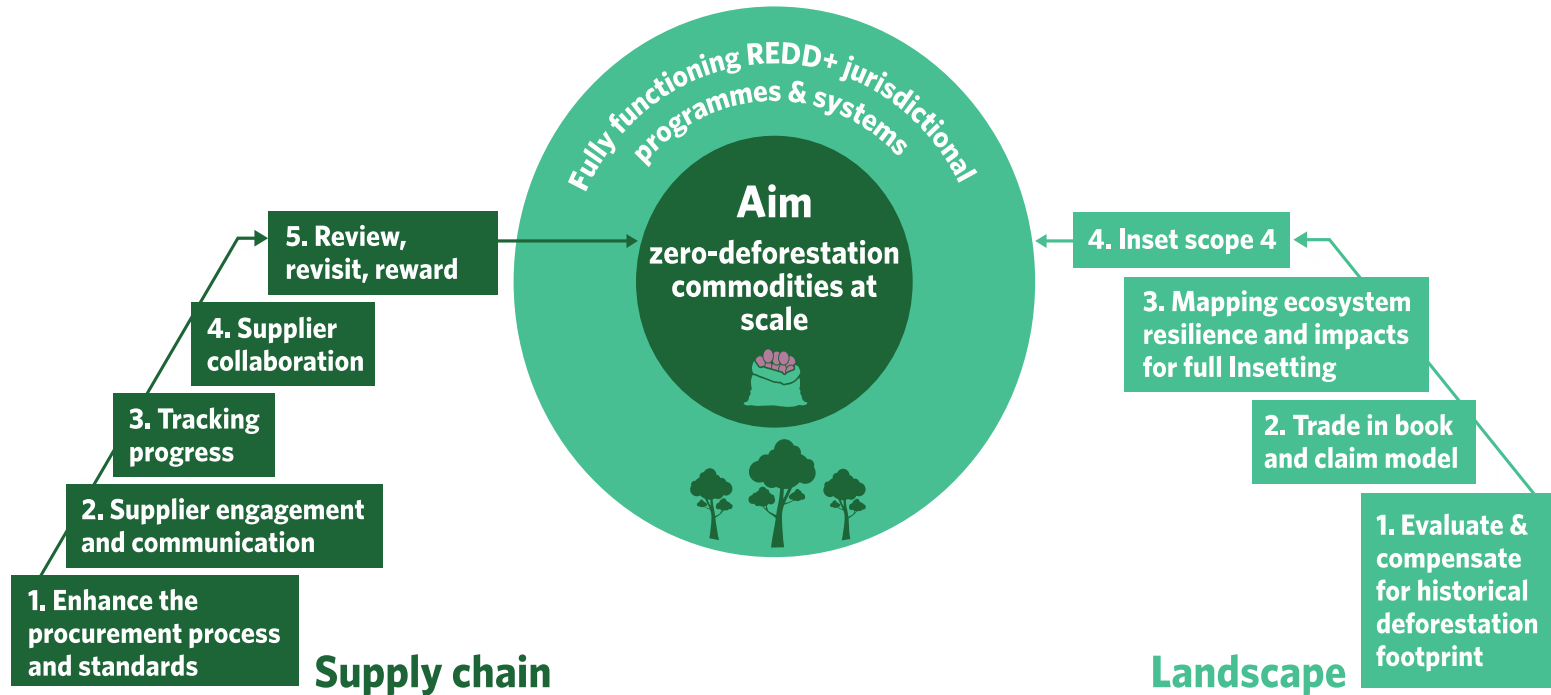 Fully functioning REDD+ jurisdictional
programmes & systems
Aim
zero-deforestation
commodities at
scale
5. Review,
revisit, reward
4. Supplier
collaboration
3. Tracking
progress
2. Supplier engagement
and communication
1. Enhance the
procurement process
and standards
Supply chain
4. Inset scope 4
3. Mapping ecosystem
resilience and impacts
for full Insetting
2. Trade in book
and claim model
1. Evaluate &
compensate
for historical
deforestation
footprint
Landscape